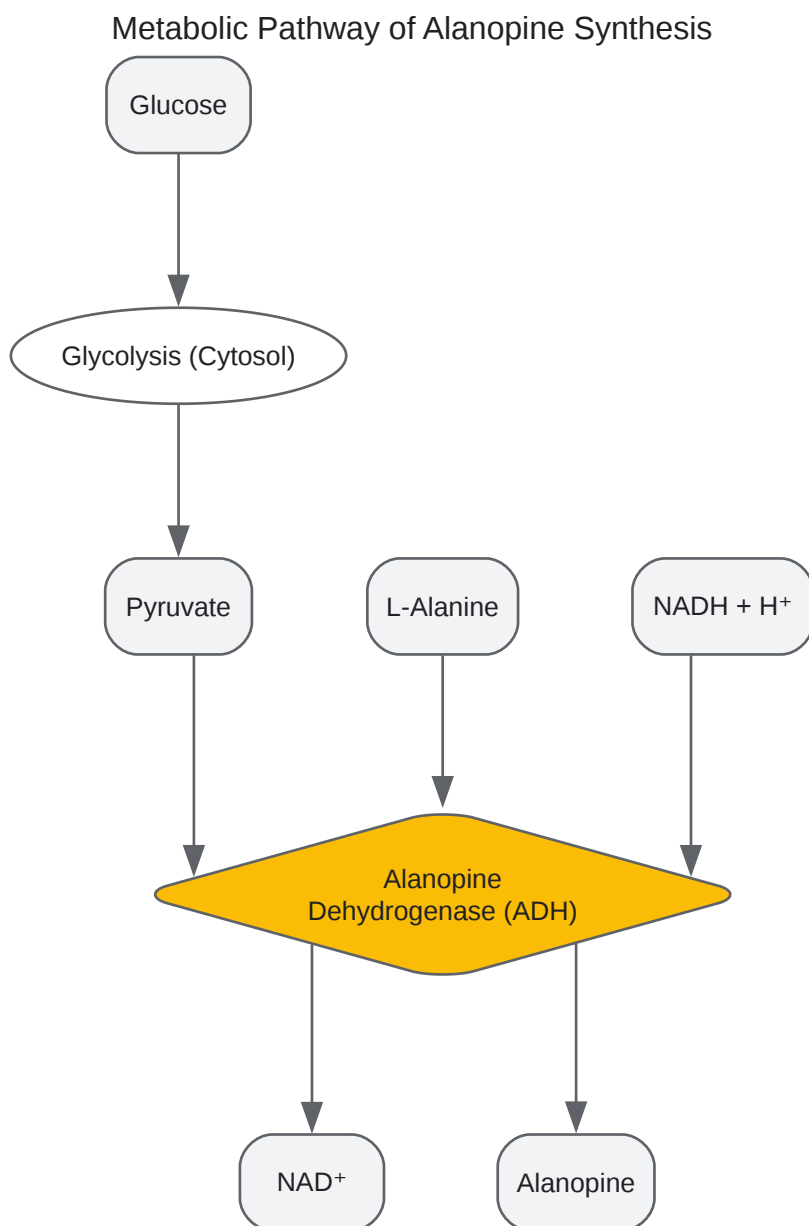 Metabolic Pathway of Alanopine Synthesis
Glucose
Glycolysis (Cytosol)
Pyruvate
L-Alanine
NADH + H⁺
Alanopine
Dehydrogenase (ADH)
NAD⁺
Alanopine